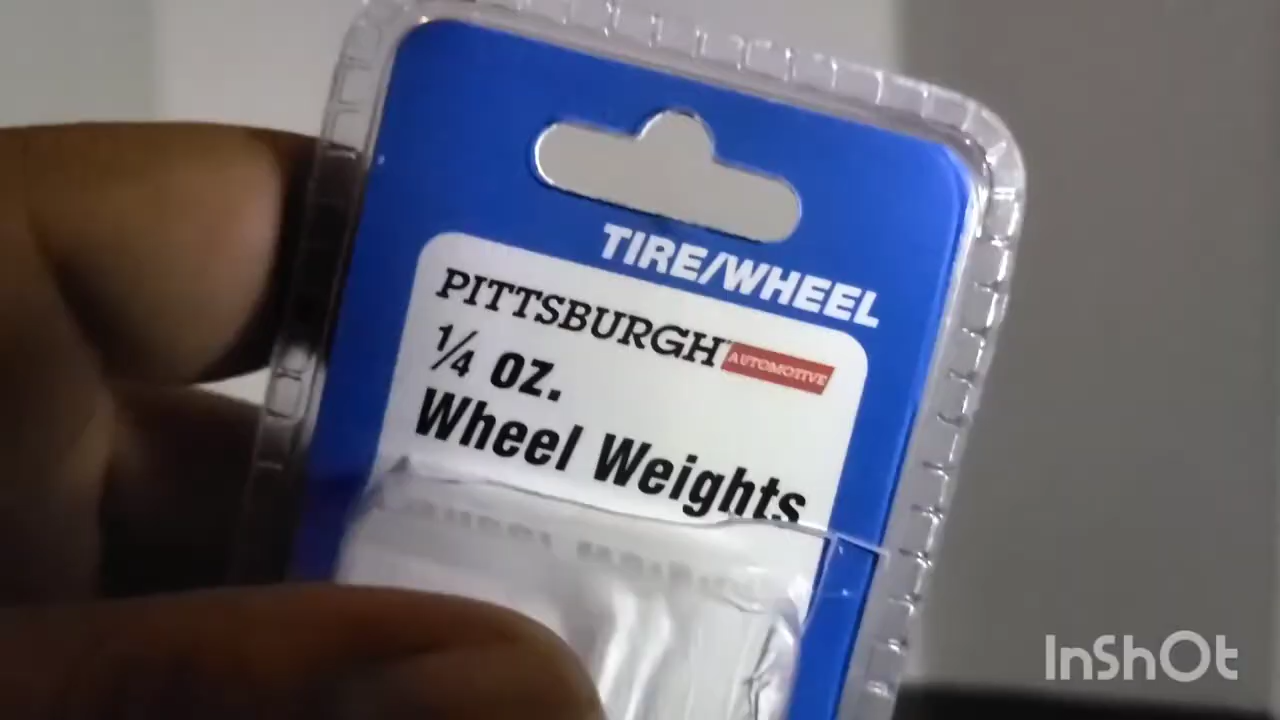 TIRE/WHEEL
PITTSBURGH AUTOMOTIVE
1/4 oz.
Wheel Weights
InShOt